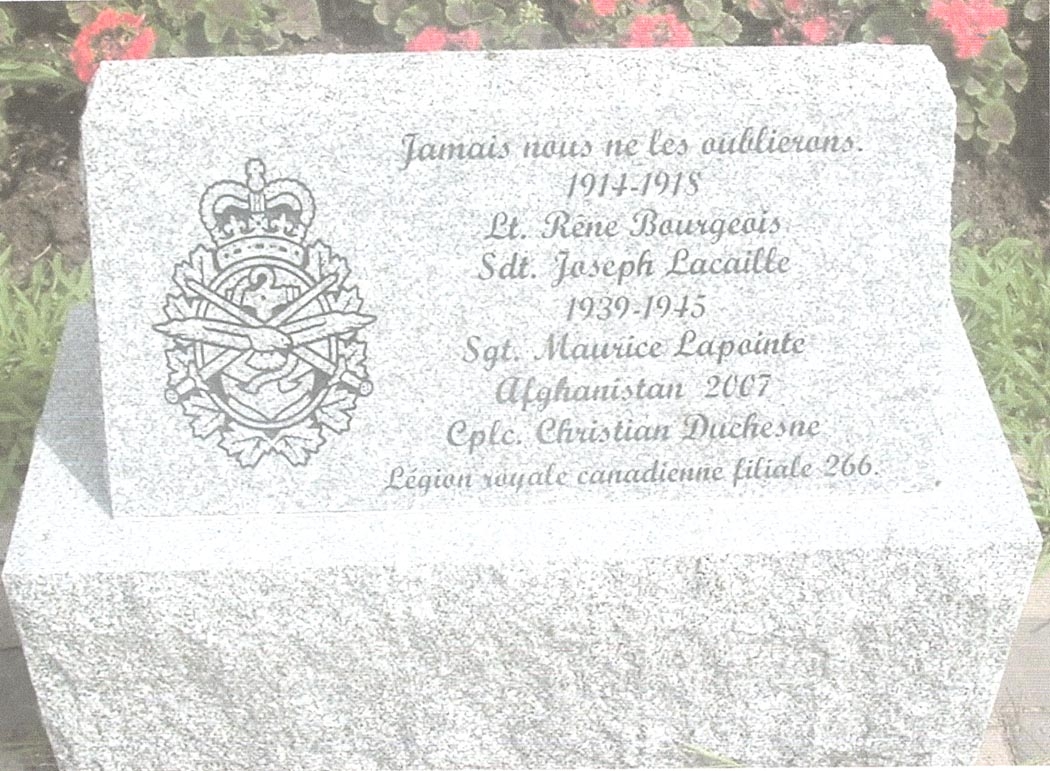 Jamais nous ne les oublierons.
1914-1918
Lt. Rêne Bourgeois
Sdt. Joseph Lacaille
1939-1945
Sgt. Maurice Lapointe
Afghanistan 2007
Cplc. Christian Duchesne
Légion royale canadienne filiale 266.